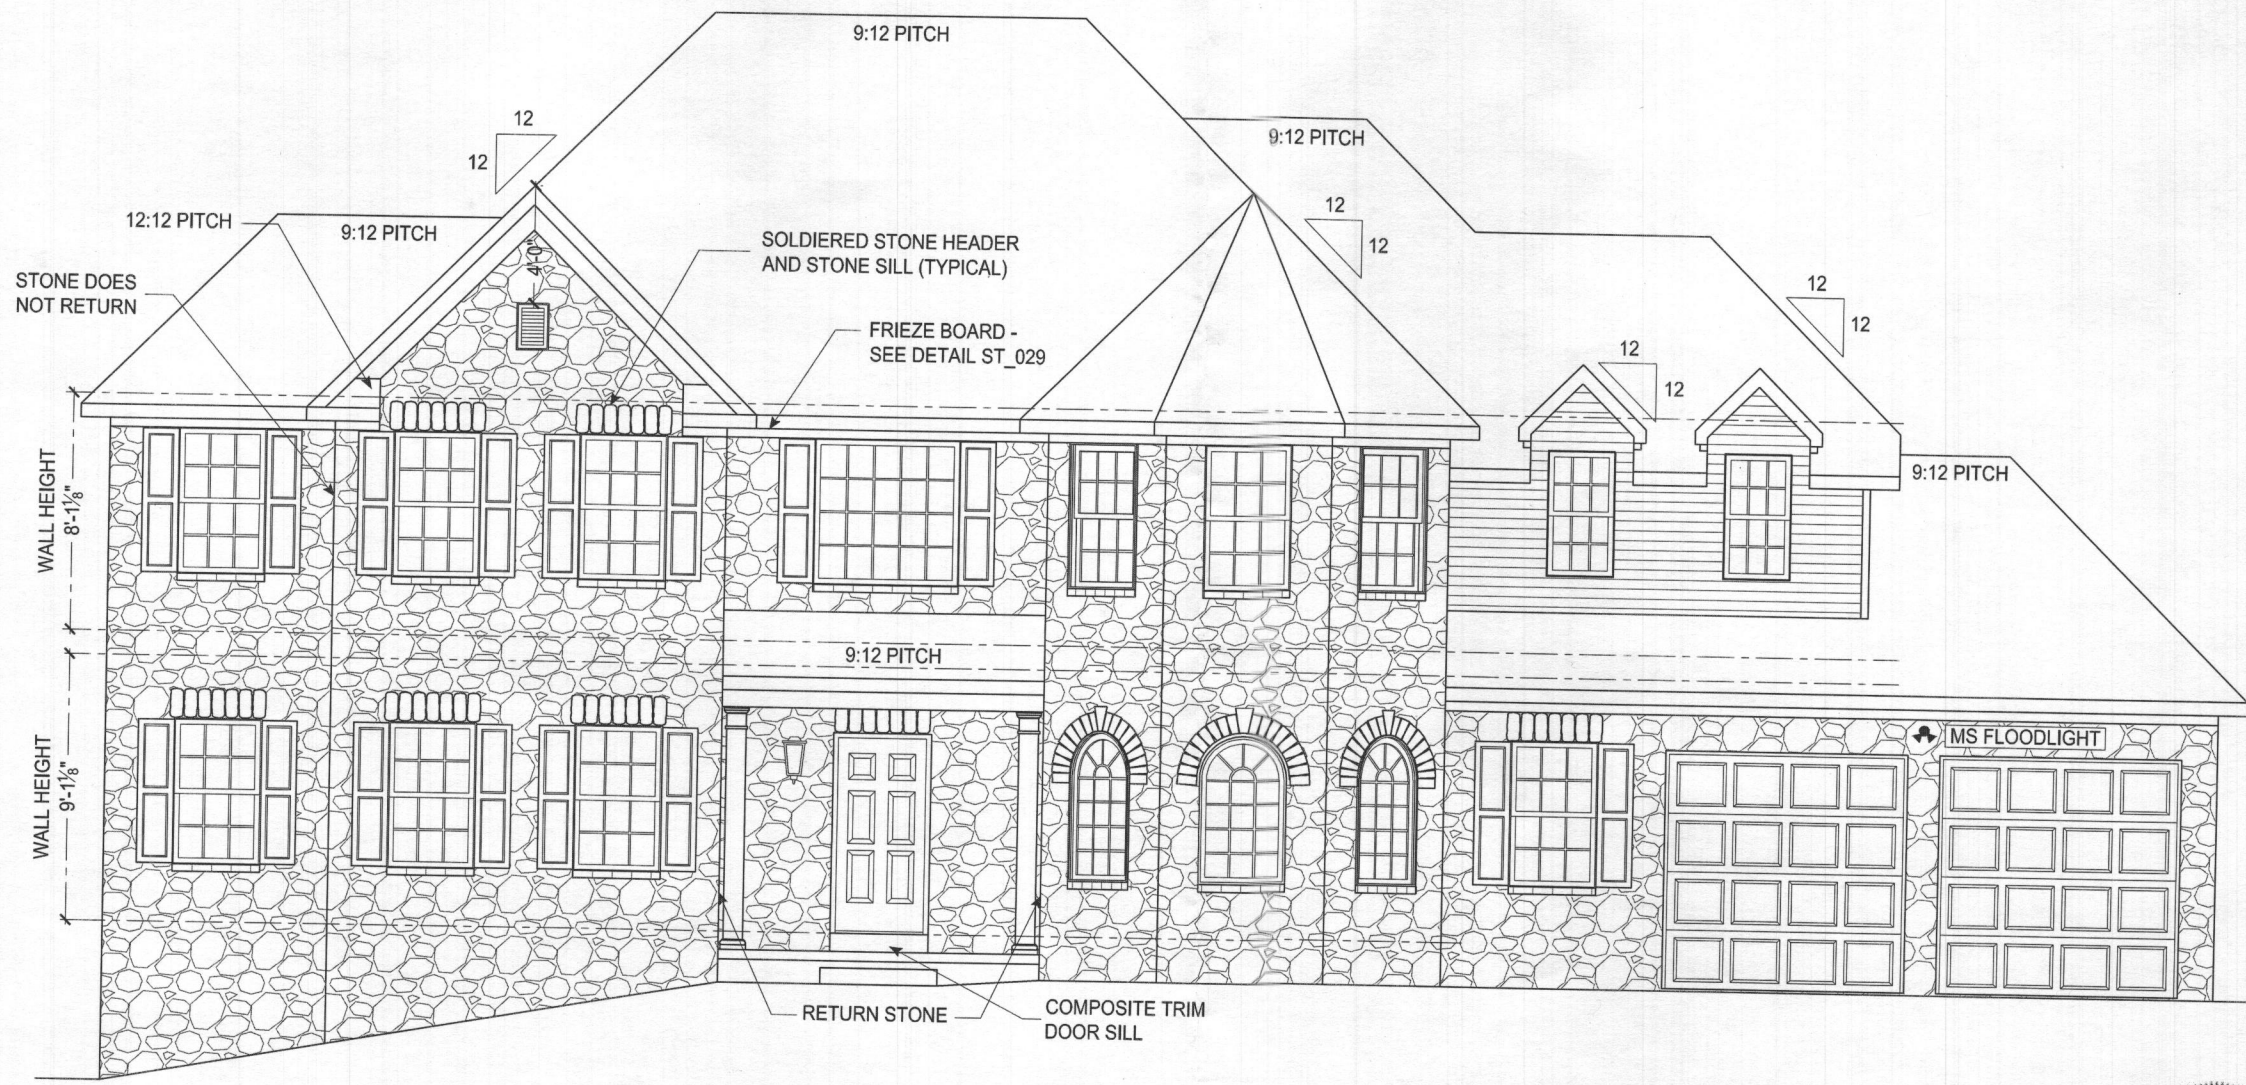 9:12 PITCH
12
12
9:12 PITCH
12:12 PITCH
9:12 PITCH
12
12
SOLDIERED STONE HEADER
AND STONE SILL (TYPICAL)
4'-0"
STONE DOES
NOT RETURN
12
12
FRIEZE BOARD -
SEE DETAIL ST_029
12
12
WALL HEIGHT
8'-1⅛"
9:12 PITCH
9:12 PITCH
WALL HEIGHT
9'-1⅛"
MS FLOODLIGHT
RETURN STONE
COMPOSITE TRIM
DOOR SILL